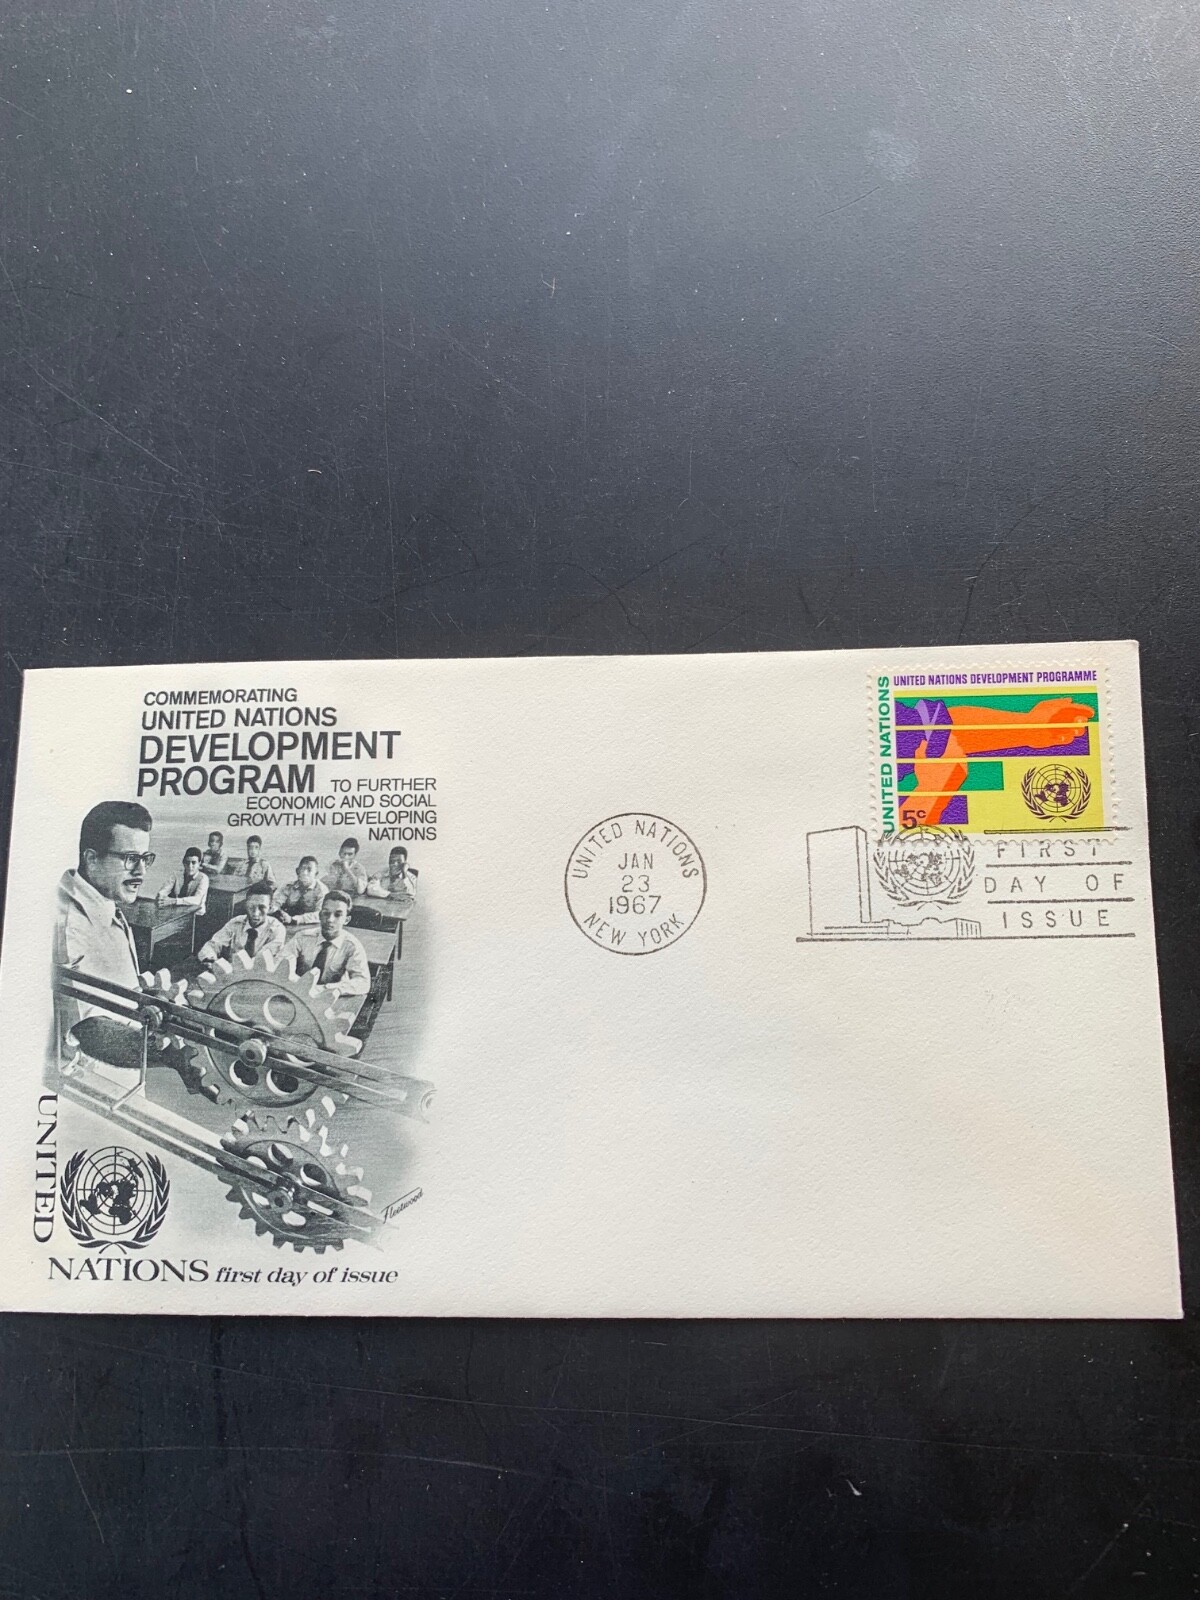 COMMEMORATING
UNITED NATIONS
DEVELOPMENT
PROGRAM TO FURTHER
ECONOMIC AND SOCIAL
GROWTH IN DEVELOPING
NATIONS
Fleetwood
UNITED
NATIONS first day of issue
UNITED NATIONS
JAN
23
1967
NEW YORK
UNITED NATIONS DEVELOPMENT PROGRAMME
UNITED NATIONS
5c
FIRST
DAY OF
ISSUE